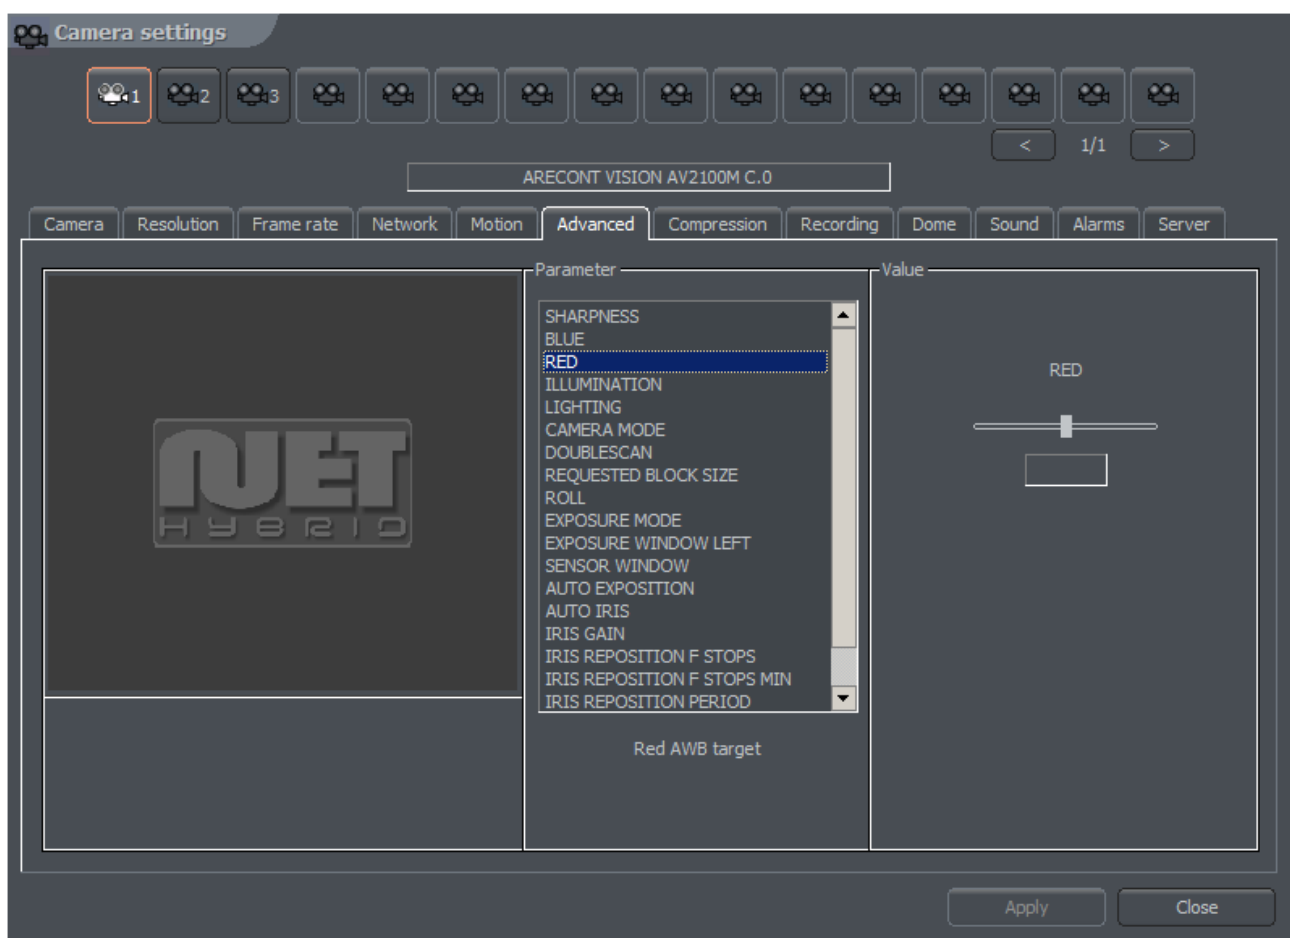 Camera settings
1 2 3
< 1/1 >
ARECONT VISION AV2100M C.0
Camera Resolution Frame rate Network Motion Advanced Compression Recording Dome Sound Alarms Server
Parameter
Value
SHARPNESS
BLUE
RED
ILLUMINATION
LIGHTING
CAMERA MODE
DOUBLESCAN
REQUESTED BLOCK SIZE
ROLL
EXPOSURE MODE
EXPOSURE WINDOW LEFT
SENSOR WINDOW
AUTO EXPOSITION
AUTO IRIS
IRIS GAIN
IRIS REPOSITION F STOPS
IRIS REPOSITION F STOPS MIN
IRIS REPOSITION PERIOD
Red AWB target
RED
NET
HYBRID
Apply Close